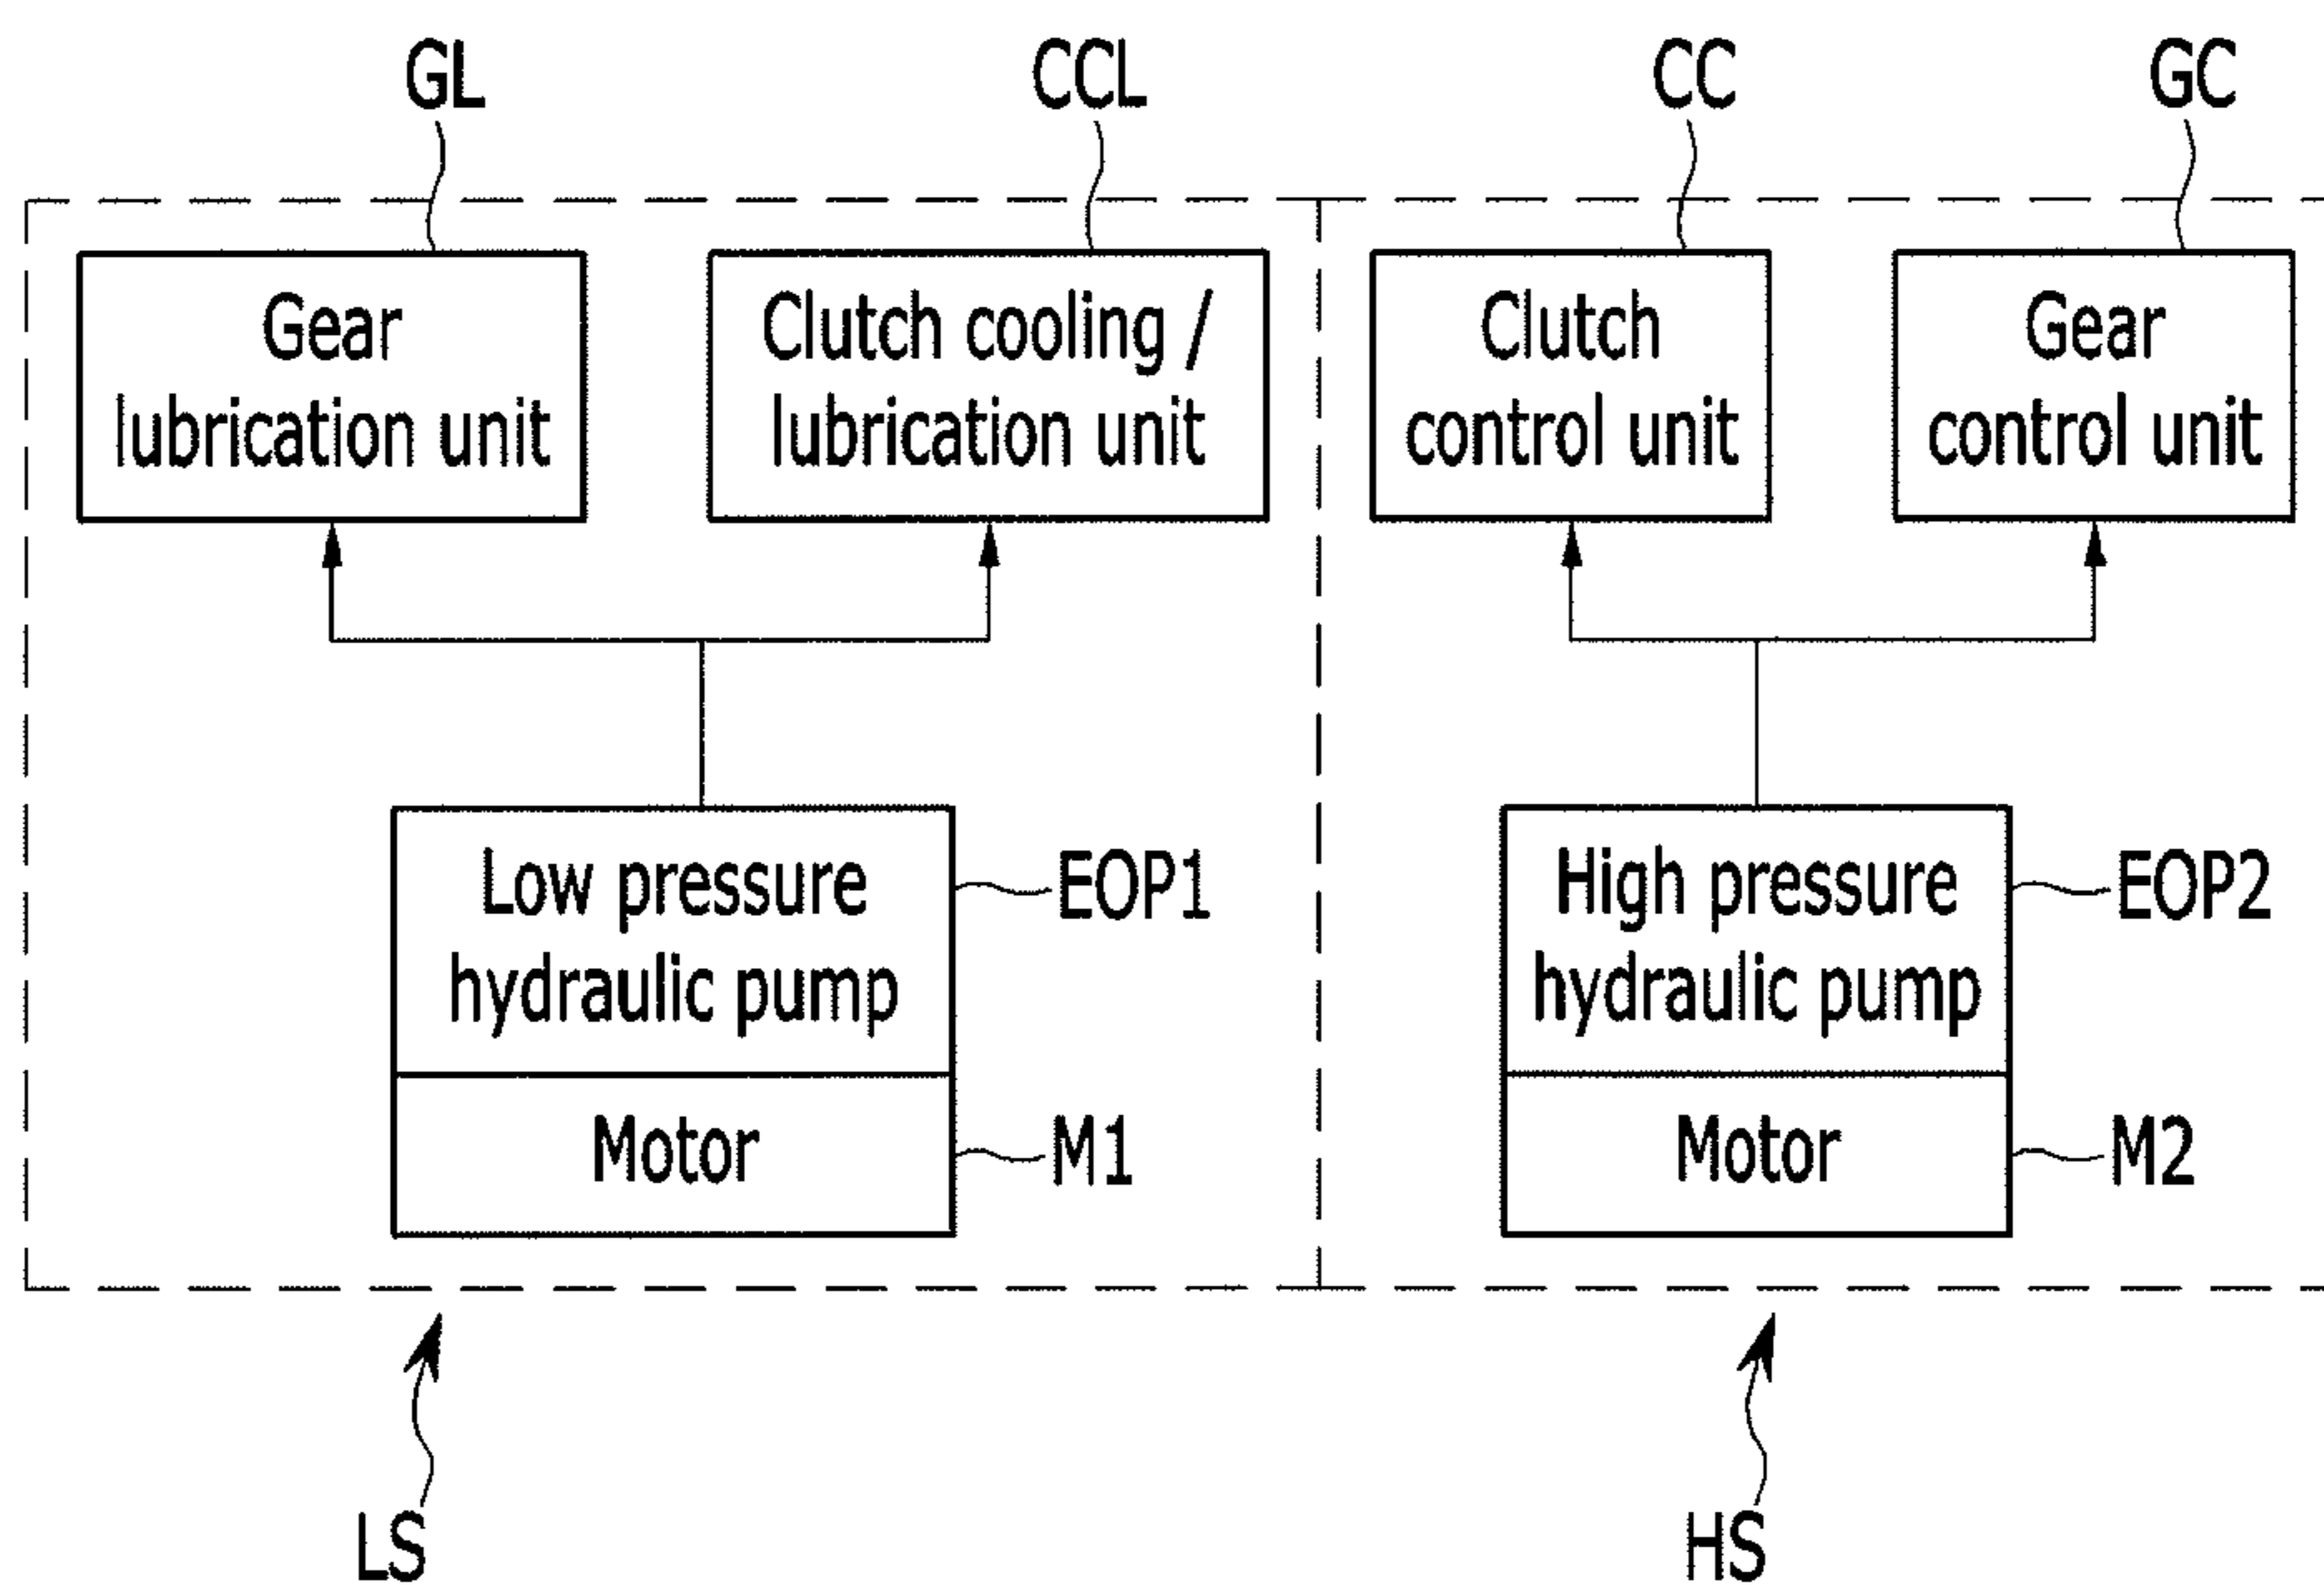 GL
CCL
CC
GC
Gear
lubrication unit
Clutch cooling /
lubrication unit
Clutch
control unit
Gear
control unit
Low pressure
hydraulic pump
EOP1
Motor
M1
High pressure
hydraulic pump
EOP2
Motor
M2
LS
HS